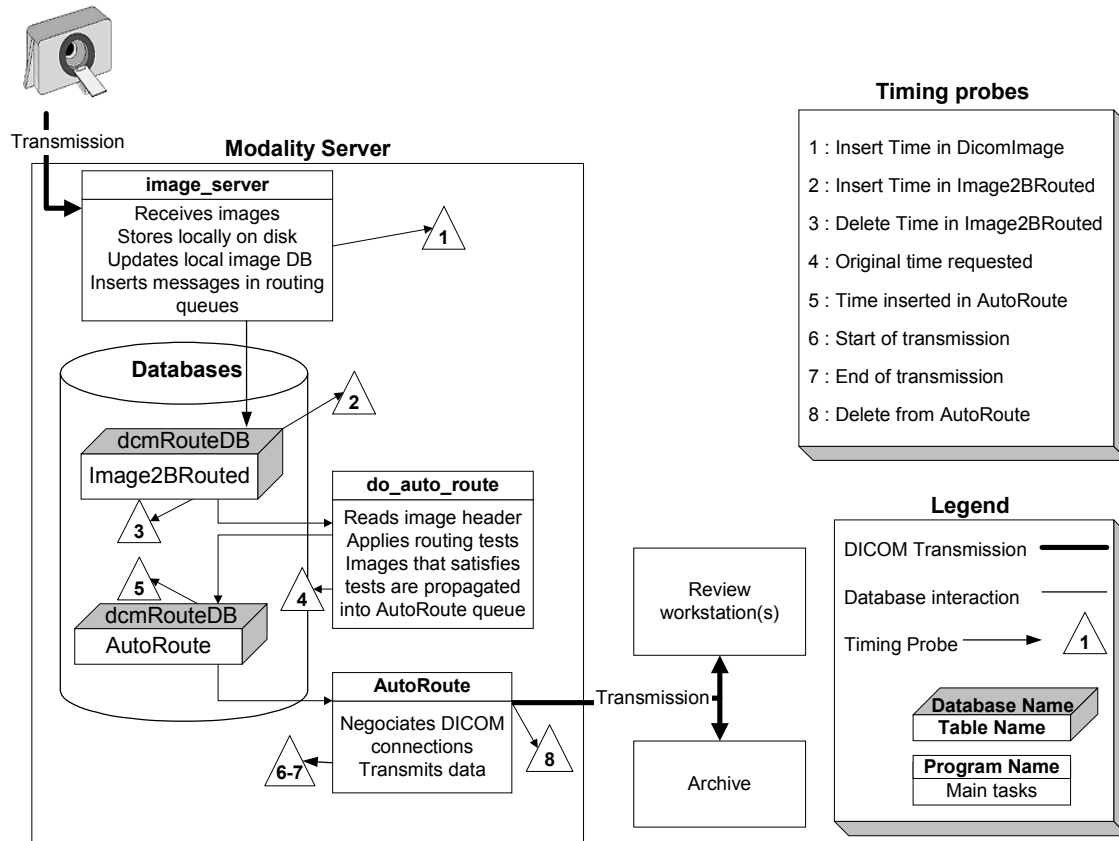 Transmission
Modality Server
image_server
Receives images
Stores locally on disk
Updates local image DB
Inserts messages in routing
queues
1
Databases
2
dcmRouteDB
Image2BRouted
3
do_auto_route
Reads image header
Applies routing tests
Images that satisfies
tests are propagated
into AutoRoute queue
4
5
dcmRouteDB
AutoRoute
AutoRoute
Negociates DICOM
connections
Transmits data
6-7
8
Transmission
Review
workstation(s)
Archive
Timing probes
1 : Insert Time in DicomImage
2 : Insert Time in Image2BRouted
3 : Delete Time in Image2BRouted
4 : Original time requested
5 : Time inserted in AutoRoute
6 : Start of transmission
7 : End of transmission
8 : Delete from AutoRoute
Legend
DICOM Transmission
Database interaction
Timing Probe
1
Database Name
Table Name
Program Name
Main tasks